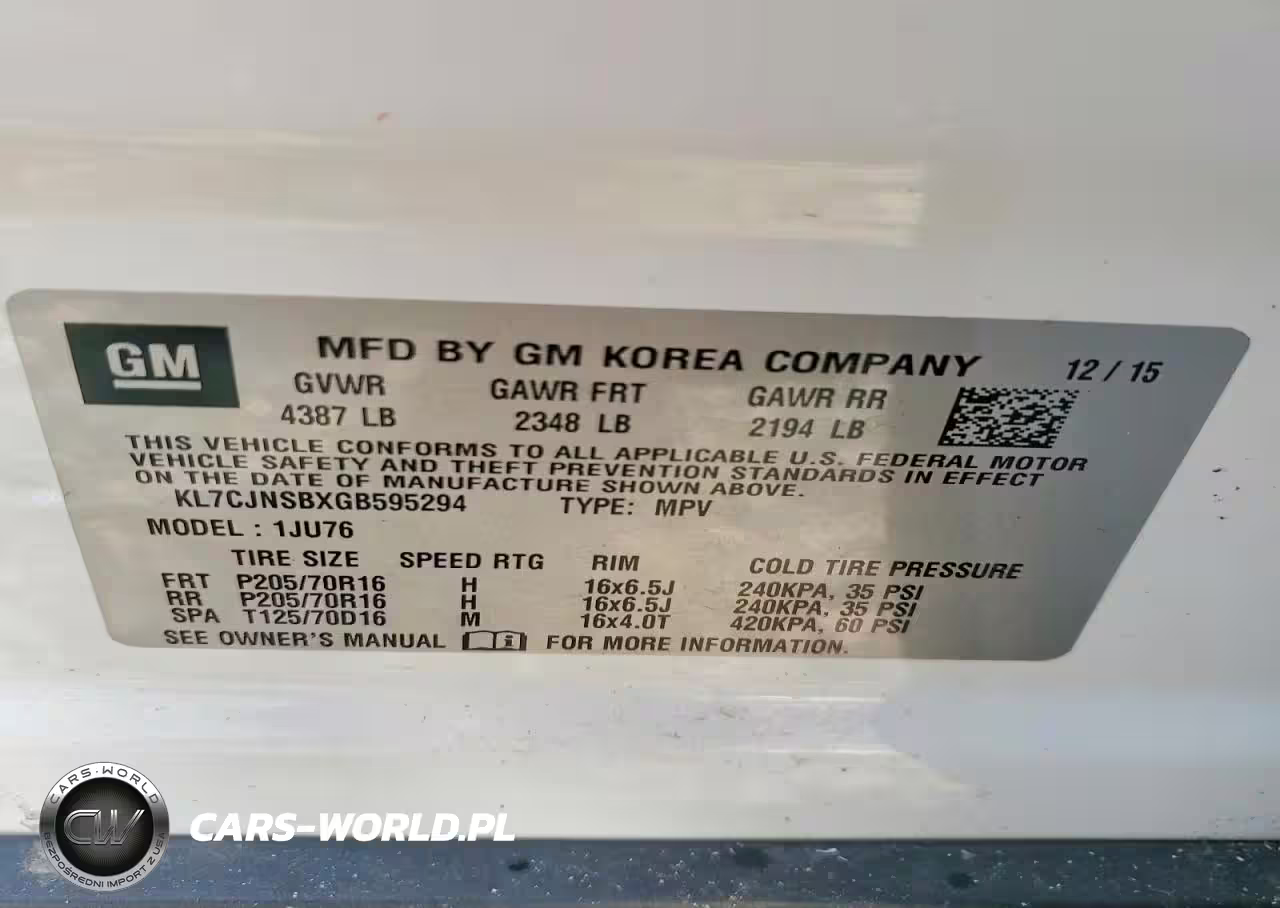 GM
MFD BY GM KOREA COMPANY 12 / 15
GVWR GAWR FRT GAWR RR
4387 LB 2348 LB 2194 LB
THIS VEHICLE CONFORMS TO ALL APPLICABLE U.S. FEDERAL MOTOR
VEHICLE SAFETY AND THEFT PREVENTION STANDARDS IN EFFECT
ON THE DATE OF MANUFACTURE SHOWN ABOVE.
KL7CJNSBXGB595294 TYPE: MPV
MODEL : 1JU76
TIRE SIZE SPEED RTG RIM COLD TIRE PRESSURE
FRT P205/70R16 H 16x6.5J 240KPA, 35 PSI
RR P205/70R16 H 16x6.5J 240KPA, 35 PSI
SPA T125/70D16 M 16x4.0T 420KPA, 60 PSI
SEE OWNER'S MANUAL FOR MORE INFORMATION.
CARS-WORLD
CW
BEZPOŚREDNI IMPORT Z USA
CARS-WORLD.PL